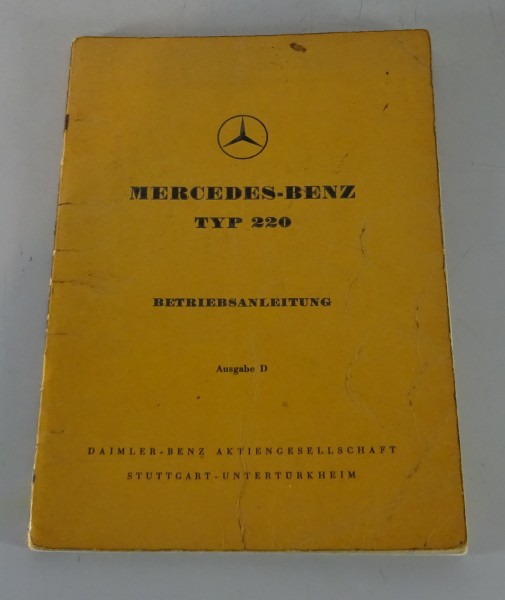 MERCEDES-BENZ
TYP 220
BETRIEBSANLEITUNG
Ausgabe D
DAIMLER-BENZ AKTIENGESELLSCHAFT
STUTTGART-UNTERTÜRKHEIM